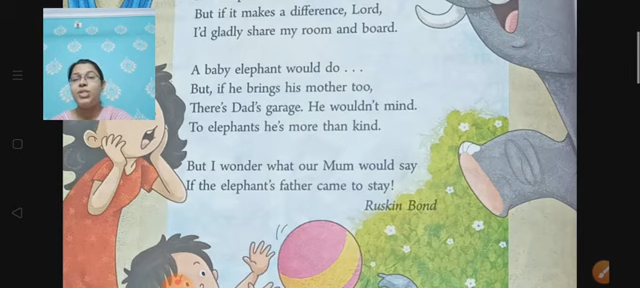 But if it makes a difference, Lord,
I'd gladly share my room and board.
A baby elephant would do . . .
But, if he brings his mother too,
There's Dad's garage. He wouldn't mind.
To elephants he's more than kind.
But I wonder what our Mum would say
If the elephant's father came to stay!
Ruskin Bond